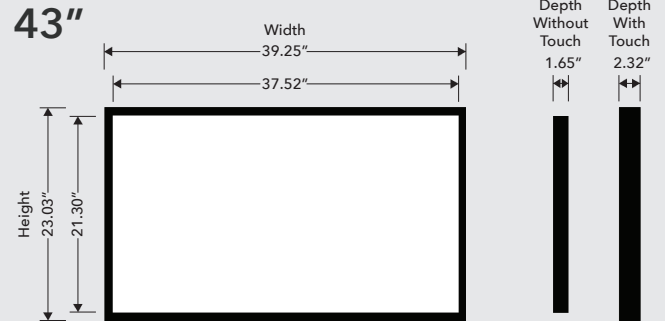 43”
Width
39.25”
37.52”
Height
23.03”
21.30”
Depth
Without
Touch
1.65”
Depth
With
Touch
2.32”